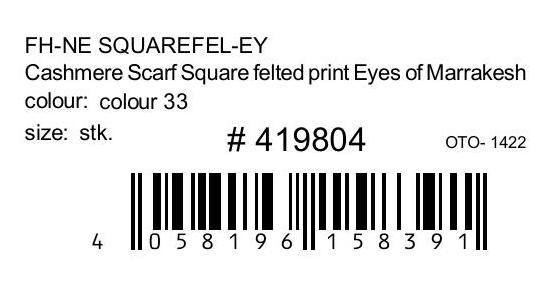 FH-NE SQUAREFEL-EY
Cashmere Scarf Square felted print Eyes of Marrakesh
colour: colour 33
size: stk.
# 419804 OTO- 1422
4 058196 158391